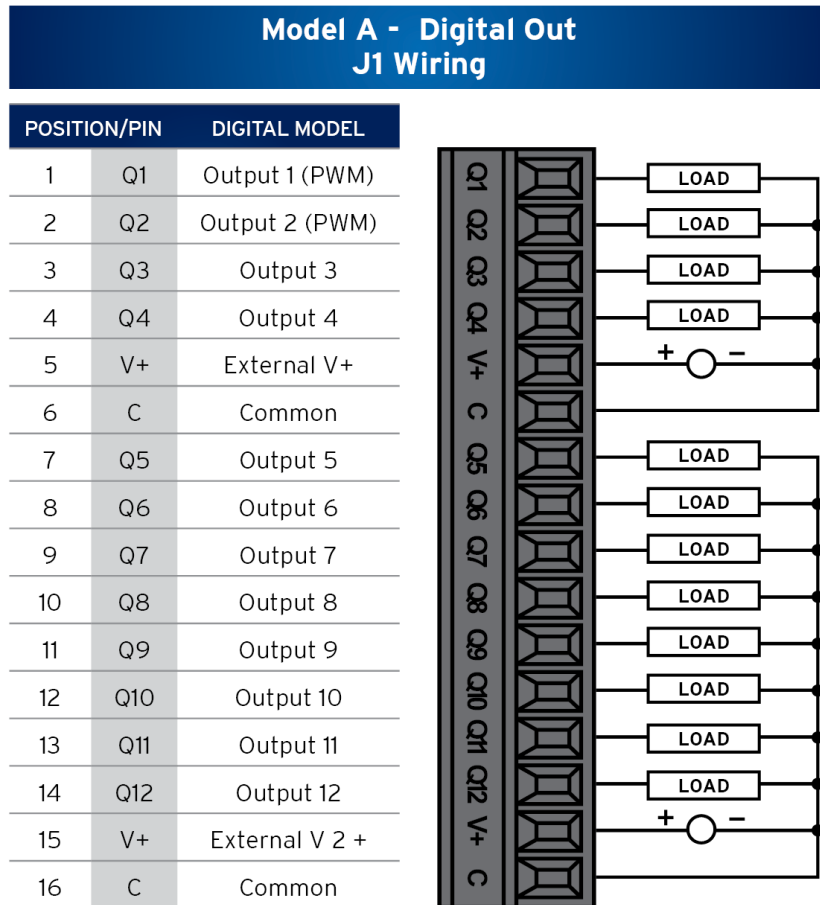 Model A - Digital Out
J1 Wiring
POSITION/PIN DIGITAL MODEL
1 Q1 Output 1 (PWM)
2 Q2 Output 2 (PWM)
3 Q3 Output 3
4 Q4 Output 4
5 V+ External V+
6 C Common
7 Q5 Output 5
8 Q6 Output 6
9 Q7 Output 7
10 Q8 Output 8
11 Q9 Output 9
12 Q10 Output 10
13 Q11 Output 11
14 Q12 Output 12
15 V+ External V 2 +
16 C Common
Q1 LOAD
Q2 LOAD
Q3 LOAD
Q4 LOAD
V+ + −
C
Q5 LOAD
Q6 LOAD
Q7 LOAD
Q8 LOAD
Q9 LOAD
Q10 LOAD
Q11 LOAD
Q12 LOAD
V+ + −
C